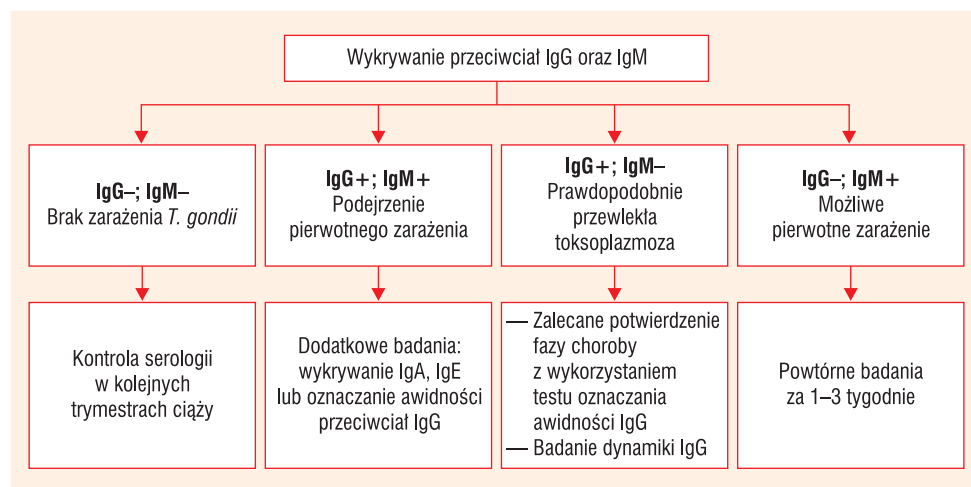 Wykrywanie przeciwciał IgG oraz IgM
IgG–; IgM–
Brak zarażenia T. gondii
IgG+; IgM+
Podejrzenie
pierwotnego zarażenia
IgG+; IgM–
Prawdopodobnie
przewlekła
toksoplazmoza
IgG–; IgM+
Możliwe
pierwotne zarażenie
Kontrola serologii
w kolejnych
trymestrach ciąży
Dodatkowe badania:
wykrywanie IgA, IgE
lub oznaczanie awidności
przeciwciał IgG
— Zalecane potwierdzenie
fazy choroby
z wykorzystaniem
testu oznaczania
awidności IgG
— Badanie dynamiki IgG
Powtórne badania
za 1–3 tygodnie